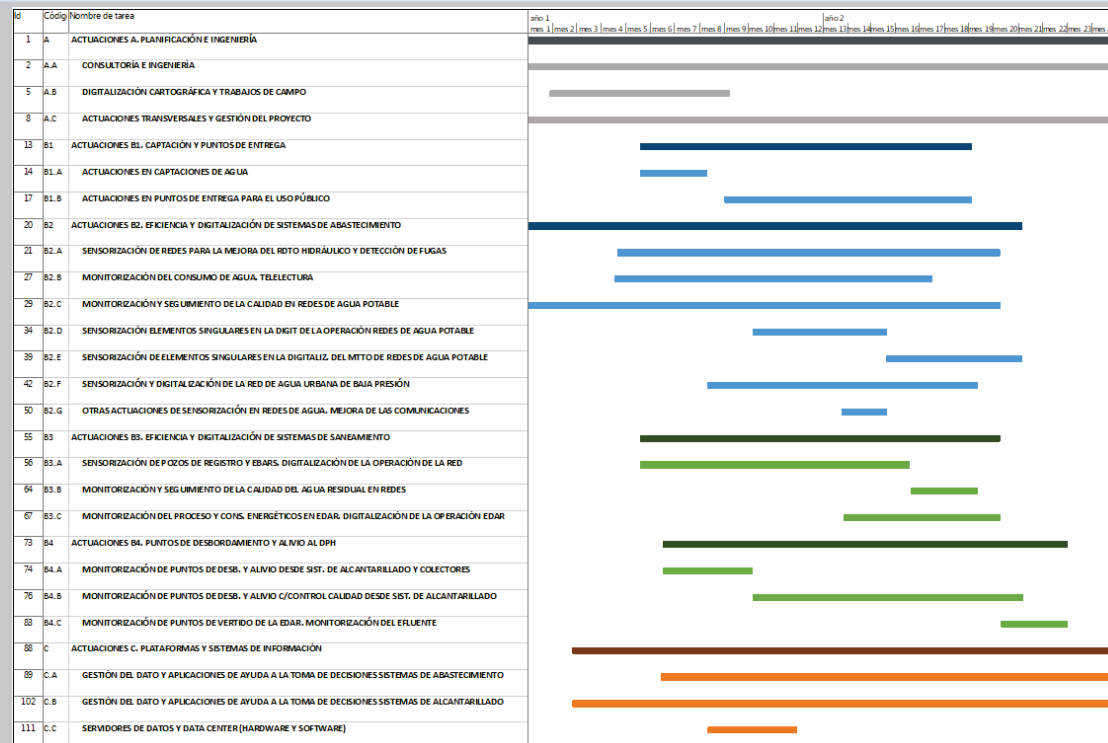 Id Códig Nombre de tarea año 1 año 2
mes 1 mes 2 mes 3 mes 4 mes 5 mes 6 mes 7 mes 8 mes 9 mes 10 mes 11 mes 12 mes 13 mes 14 mes 15 mes 16 mes 17 mes 18 mes 19 mes 20 mes 21 mes 22 mes 23 mes
1 A ACTUACIONES A. PLANIFICACIÓN E INGENIERÍA
2 A.A CONSULTORÍA E INGENIERÍA
5 A.B DIGITALIZACIÓN CARTOGRÁFICA Y TRABAJOS DE CAMPO
8 A.C ACTUACIONES TRANSVERSALES Y GESTIÓN DEL PROYECTO
13 B1 ACTUACIONES B1. CAPTACIÓN Y PUNTOS DE ENTREGA
14 B1.A ACTUACIONES EN CAPTACIONES DE AGUA
17 B1.B ACTUACIONES EN PUNTOS DE ENTREGA PARA EL USO PÚBLICO
20 B2 ACTUACIONES B2. EFICIENCIA Y DIGITALIZACIÓN DE SISTEMAS DE ABASTECIMIENTO
21 B2.A SENSORIZACIÓN DE REDES PARA LA MEJORA DEL RDTO HIDRÁULICO Y DETECCIÓN DE FUGAS
27 B2.B MONITORIZACIÓN DEL CONSUMO DE AGUA. TELELECTURA
29 B2.C MONITORIZACIÓN Y SEGUIMIENTO DE LA CALIDAD EN REDES DE AGUA POTABLE
34 B2.D SENSORIZACIÓN ELEMENTOS SINGULARES EN LA DIGIT DE LA OPERACIÓN REDES DE AGUA POTABLE
39 B2.E SENSORIZACIÓN DE ELEMENTOS SINGULARES EN LA DIGITALIZ. DEL MTTO DE REDES DE AGUA POTABLE
42 B2.F SENSORIZACIÓN Y DIGITALIZACIÓN DE LA RED DE AGUA URBANA DE BAJA PRESIÓN
50 B2.G OTRAS ACTUACIONES DE SENSORIZACIÓN EN REDES DE AGUA. MEJORA DE LAS COMUNICACIONES
55 B3 ACTUACIONES B3. EFICIENCIA Y DIGITALIZACIÓN DE SISTEMAS DE SANEAMIENTO
56 B3.A SENSORIZACIÓN DE POZOS DE REGISTRO Y EBARS. DIGITALIZACIÓN DE LA OPERACIÓN DE LA RED
64 B3.B MONITORIZACIÓN Y SEGUIMIENTO DE LA CALIDAD DEL AGUA RESIDUAL EN REDES
67 B3.C MONITORIZACIÓN DEL PROCESO Y CONS. ENERGÉTICOS EN EDAR. DIGITALIZACIÓN DE LA OPERACIÓN EDAR
73 B4 ACTUACIONES B4. PUNTOS DE DESBORDAMIENTO Y ALIVIO AL DPH
74 B4.A MONITORIZACIÓN DE PUNTOS DE DESB. Y ALIVIO DESDE SIST. DE ALCANTARILLADO Y COLECTORES
76 B4.B MONITORIZACIÓN DE PUNTOS DE DESB. Y ALIVIO C/CONTROL CALIDAD DESDE SIST. DE ALCANTARILLADO
83 B4.C MONITORIZACIÓN DE PUNTOS DE VERTIDO DE LA EDAR. MONITORIZACIÓN DEL EFLUENTE
88 C ACTUACIONES C. PLATAFORMAS Y SISTEMAS DE INFORMACIÓN
89 C.A GESTIÓN DEL DATO Y APLICACIONES DE AYUDA A LA TOMA DE DECISIONES SISTEMAS DE ABASTECIMIENTO
102 C.B GESTIÓN DEL DATO Y APLICACIONES DE AYUDA A LA TOMA DE DECISIONES SISTEMAS DE ALCANTARILLADO
111 C.C SERVIDORES DE DATOS Y DATA CENTER (HARDWARE Y SOFTWARE)